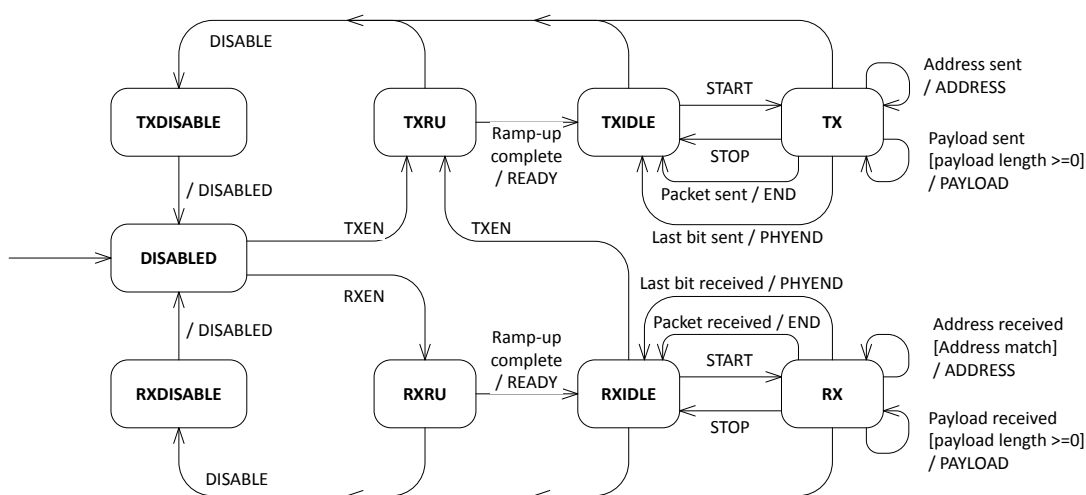 DISABLE
TXDISABLE
TXRU
TXIDLE
TX
START
STOP
Address sent
/ ADDRESS
Payload sent
[payload length >=0]
/ PAYLOAD
Ramp-up
complete
/ READY
Packet sent / END
Last bit sent / PHYEND
/ DISABLED
TXEN
TXEN
DISABLED
RXEN
/ DISABLED
Last bit received / PHYEND
Packet received / END
Ramp-up
complete
/ READY
START
STOP
RXDISABLE
RXRU
RXIDLE
RX
Address received
[Address match]
/ ADDRESS
Payload received
[payload length >=0]
/ PAYLOAD
DISABLE